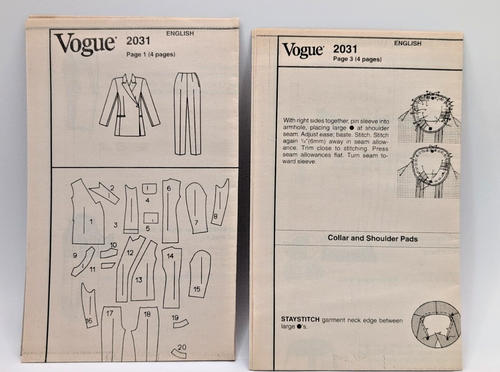 Vogue® 2031
ENGLISH
Page 1 (4 pages)
1
2
3
4
5
6
7
8
9
10
11
12
13
14
15
16
17
18
19
20
Vogue® 2031
ENGLISH
Page 3 (4 pages)
With right sides together, pin sleeve into
armhole, placing large ● at shoulder
seam. Adjust ease; baste. Stitch. Stitch
again ¼"(6mm) away in seam allow-
ance. Trim close to stitching. Press
seam allowances flat. Turn seam to-
ward sleeve.
Collar and Shoulder Pads
STAYSTITCH garment neck edge between
large ●'s.